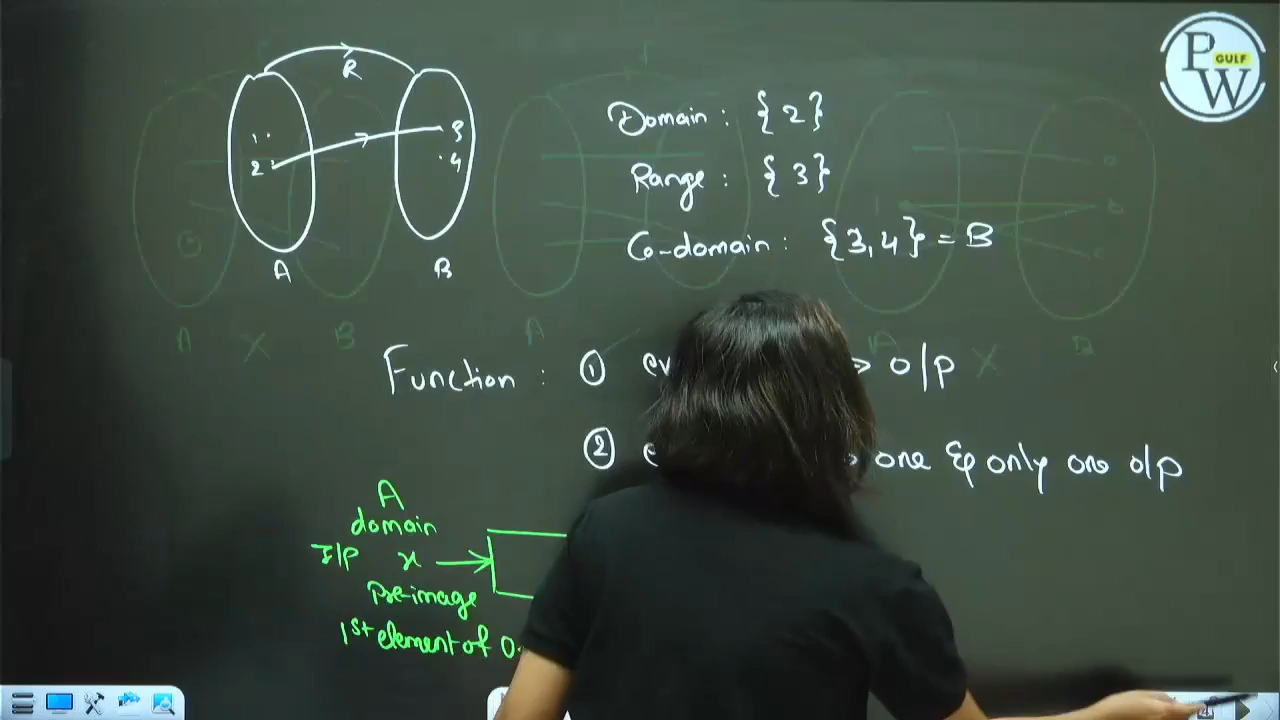 PW GULF
R
1
2
3
4
A
B
Domain : {2}
Range : {3}
Co-domain : {3,4} = B
A X B
A
A X B
Function : ① → o/p
② one & only one o/p
A
domain
I/P x →
Pre-image
1st element of O.